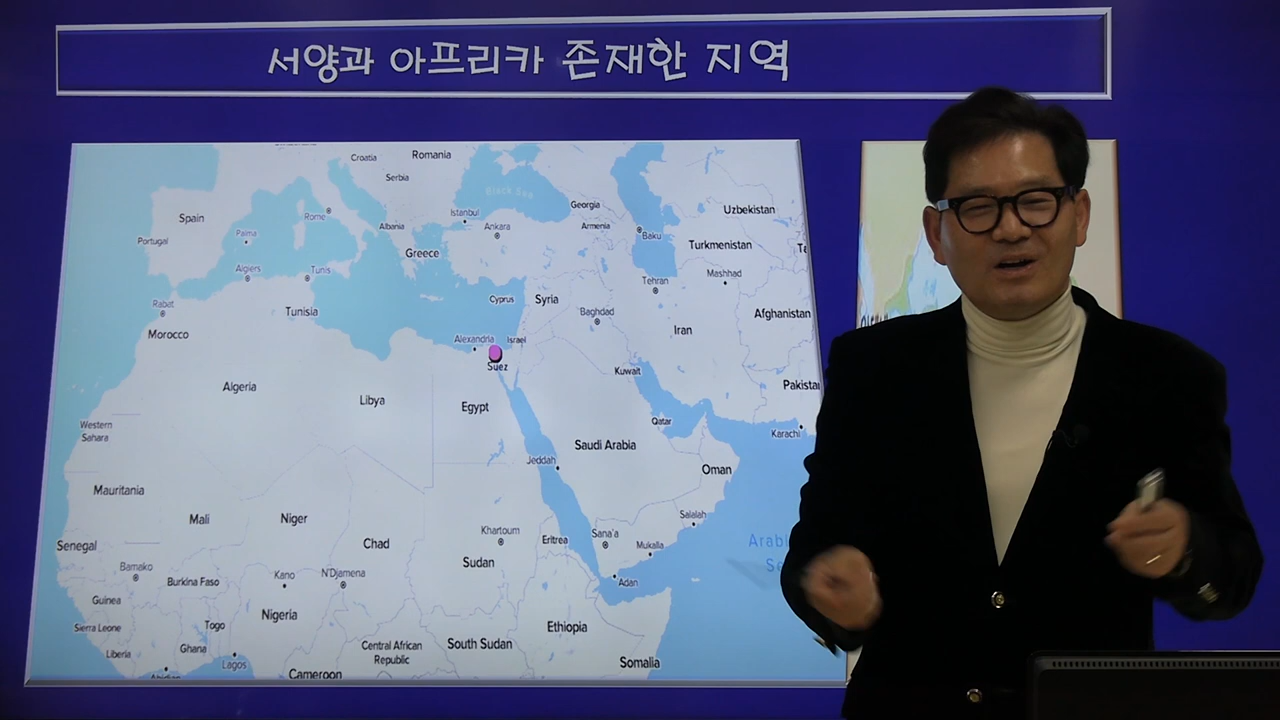 서양과 아프리카 존재한 지역
Croatia
Romania
Serbia
Black Sea
Spain
Rome
Istanbul
Georgia
Uzbekistan
Portugal
Palma
Albania
Ankara
Armenia
Baku
Greece
Turkmenistan
Algiers
Tunis
Mashhad
Tehran
Rabat
Tunisia
Cyprus
Syria
Baghdad
Afghanistan
Morocco
Alexandria
Israel
Iran
Suez
Kuwait
Algeria
Libya
Egypt
Pakista
Qatar
Western
Sahara
Karachi
Saudi Arabia
Jeddah
Oman
Mauritania
Mali
Niger
Salalah
Senegal
Chad
Khartoum
Eritrea
Sana'a
Mukalla
Arabi
Se
Bamako
Burkina Faso
Kano
N'Djamena
Sudan
Adan
Guinea
Nigeria
Sierra Leone
Togo
Ethiopia
Liberia
Ghana
Central African
Republic
South Sudan
Lagos
Somalia
Abidjan
Cameroon